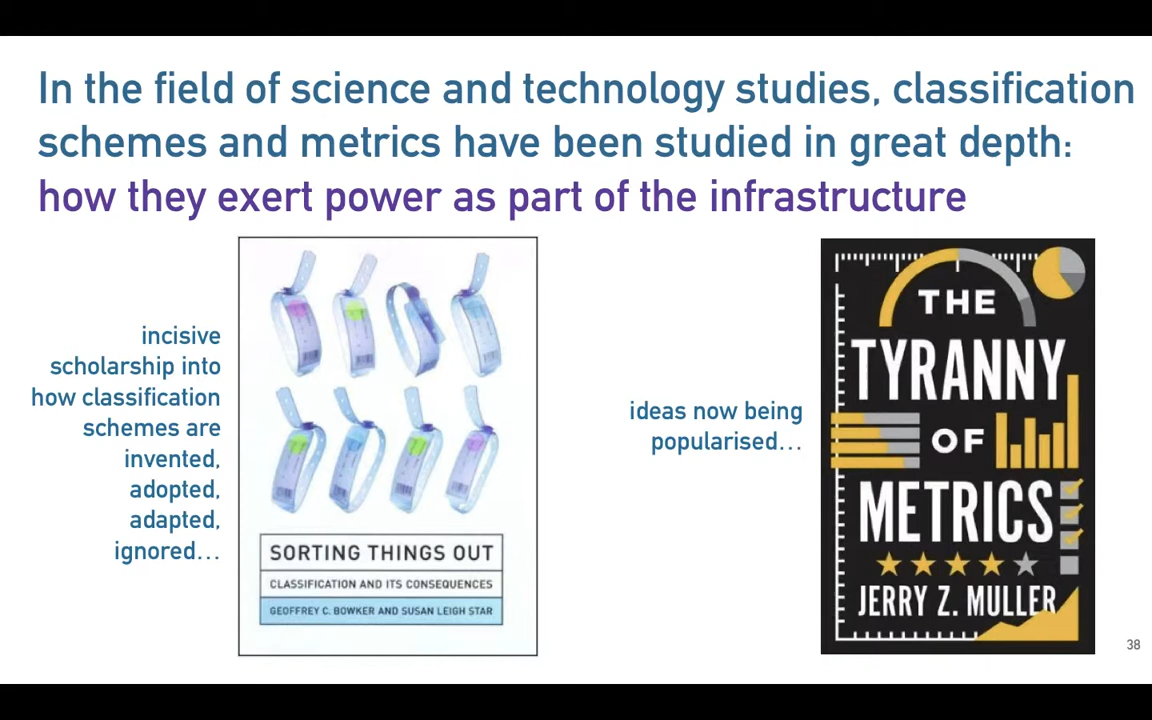 In the field of science and technology studies, classification
schemes and metrics have been studied in great depth:
how they exert power as part of the infrastructure
incisive
scholarship into
how classification
schemes are
invented,
adopted,
adapted,
ignored…
SORTING THINGS OUT
CLASSIFICATION AND ITS CONSEQUENCES
GEOFFREY C. BOWKER AND SUSAN LEIGH STAR
ideas now being
popularised…
THE
TYRANNY
OF
METRICS
JERRY Z. MULLER
38